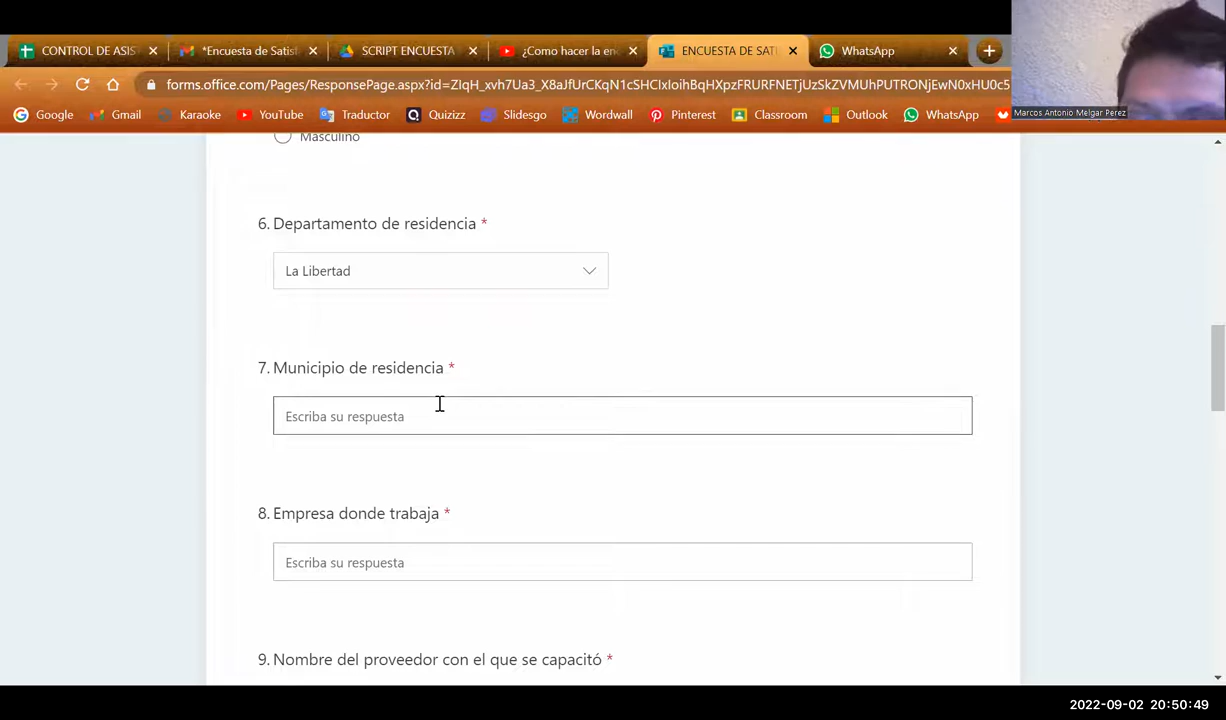 CONTROL DE ASIS
*Encuesta de Satisf
SCRIPT ENCUESTA
¿Como hacer la en
ENCUESTA DE SATI
WhatsApp
forms.office.com/Pages/ResponsePage.aspx?id=ZIqH_xvh7Ua3_X8aJfUrCKqN1cSHCIxIoihBqHXpzFRURFNETjUzSkZVMUhPUTRONjEwN0xHU0c5
Marcos Antonio Melgar Perez
Google
Gmail
Karaoke
YouTube
Traductor
Quizizz
Slidesgo
Wordwall
Pinterest
Classroom
Outlook
WhatsApp
Masculino
6. Departamento de residencia *
La Libertad
7. Municipio de residencia *
Escriba su respuesta
8. Empresa donde trabaja *
Escriba su respuesta
9. Nombre del proveedor con el que se capacitó *
2022-09-02 20:50:49